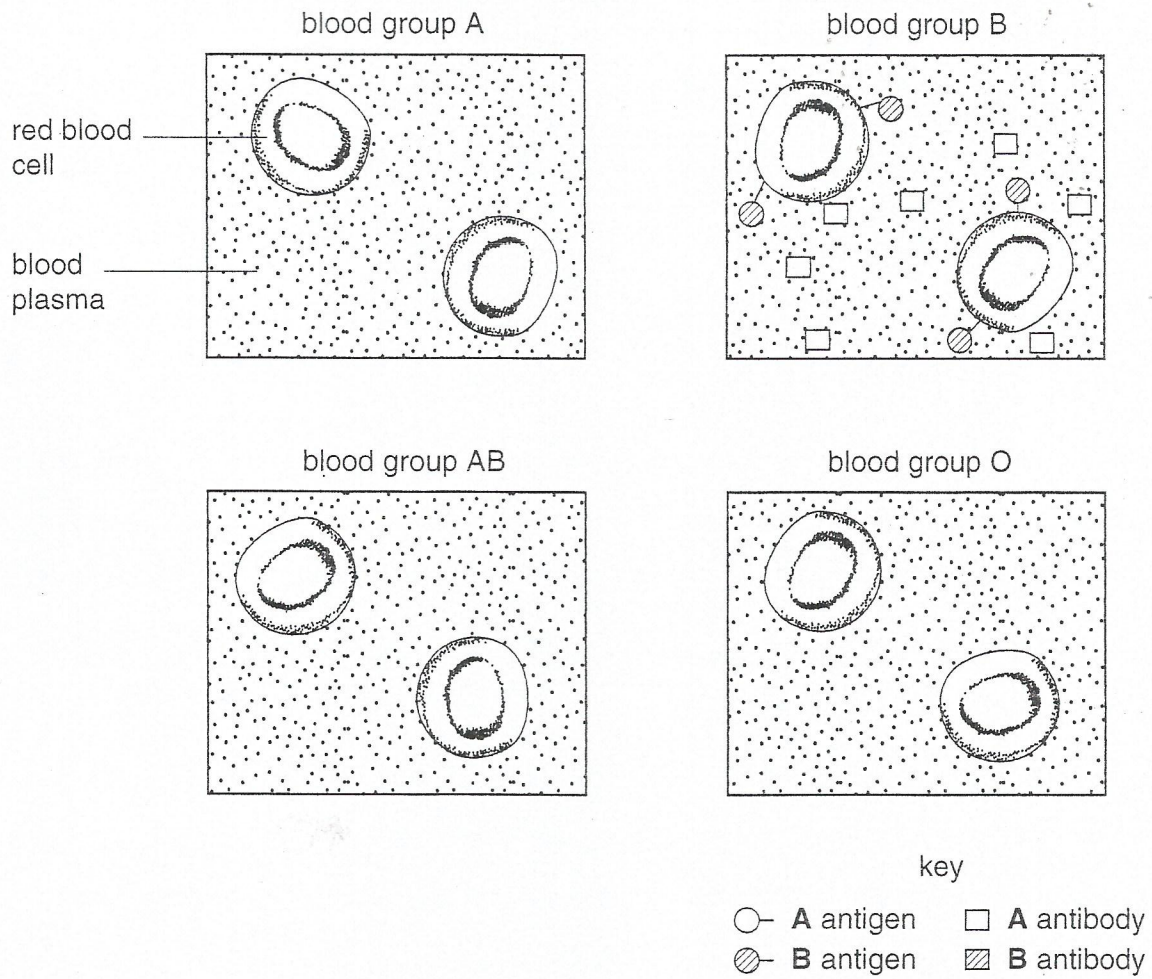 blood group A
blood group B
red blood
cell
blood
plasma
blood group AB
blood group O
key
A antigen
A antibody
B antigen
B antibody